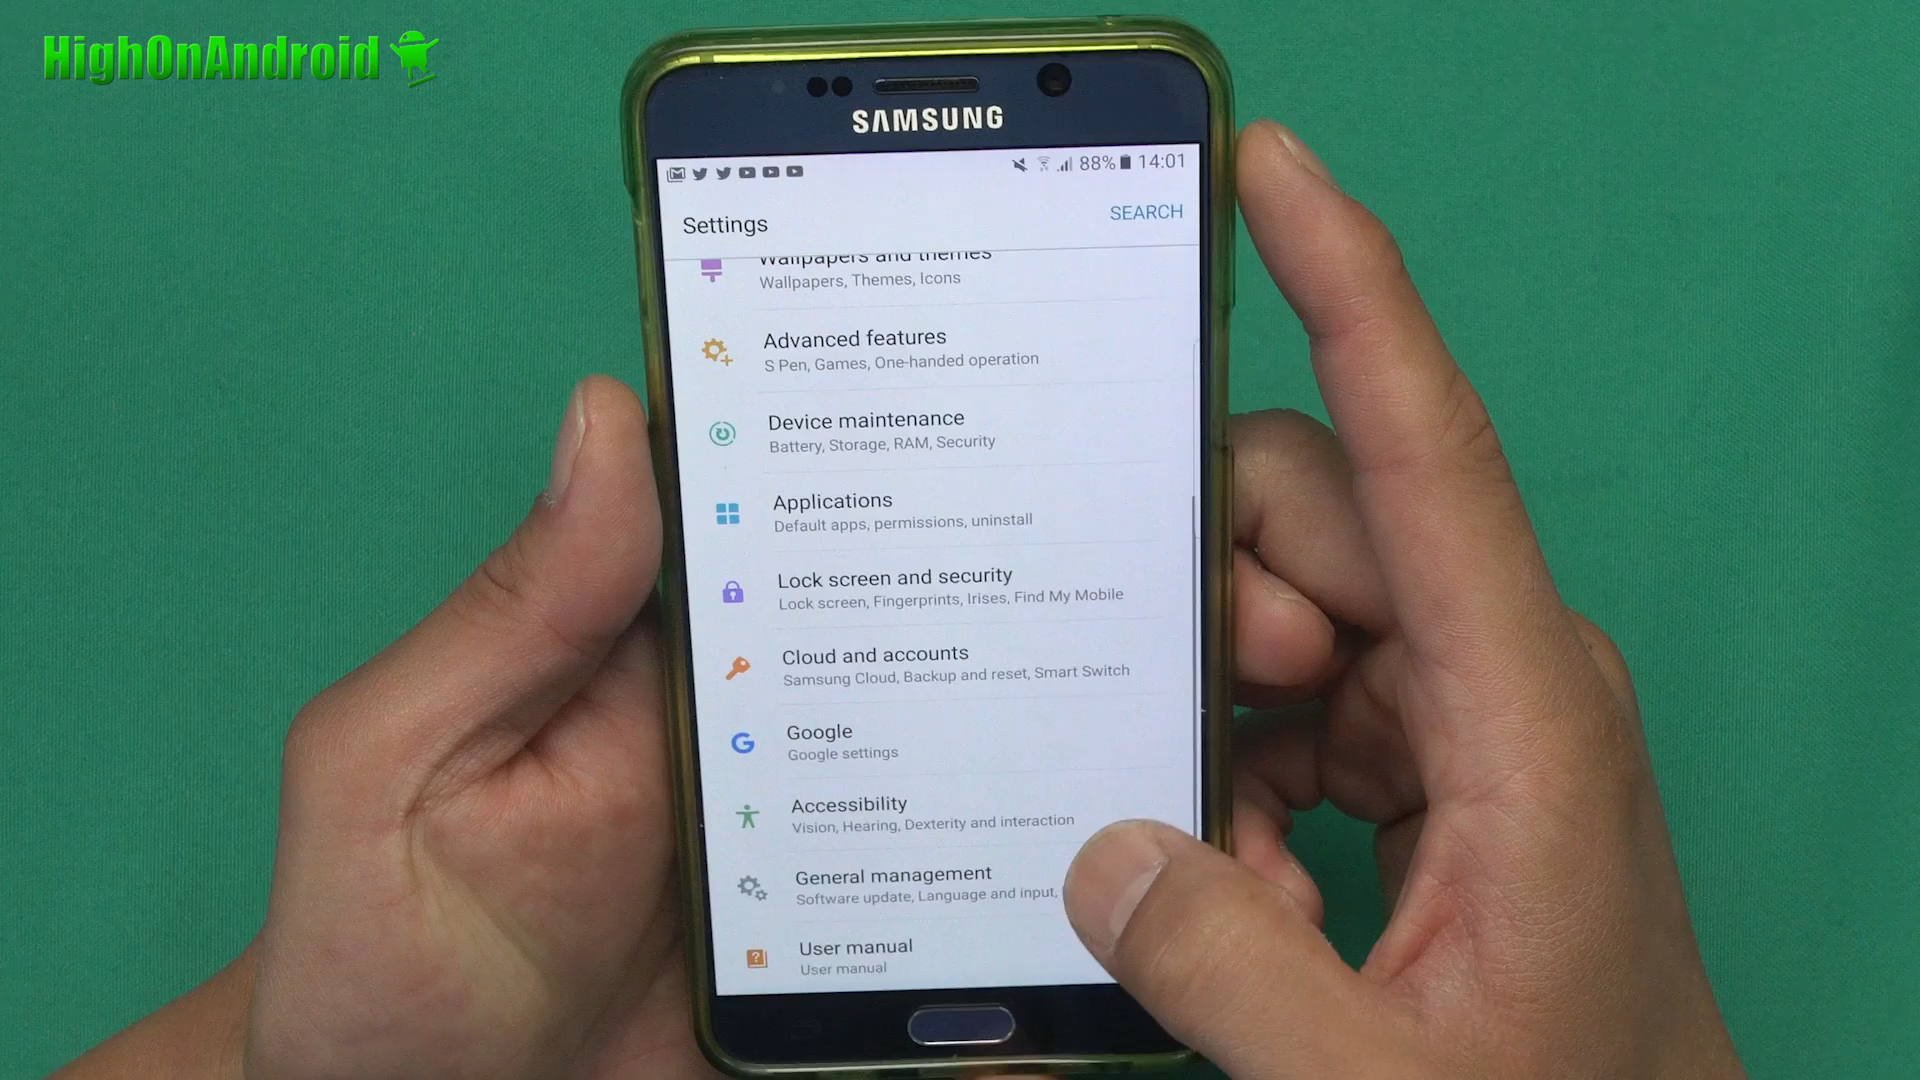 HighOnAndroid
SAMSUNG
88% 14:01
Settings
SEARCH
Wallpapers and themes
Wallpapers, Themes, Icons
Advanced features
S Pen, Games, One-handed operation
Device maintenance
Battery, Storage, RAM, Security
Applications
Default apps, permissions, uninstall
Lock screen and security
Lock screen, Fingerprints, Irises, Find My Mobile
Cloud and accounts
Samsung Cloud, Backup and reset, Smart Switch
Google
Google settings
Accessibility
Vision, Hearing, Dexterity and interaction
General management
Software update, Language and input,
User manual
User manual